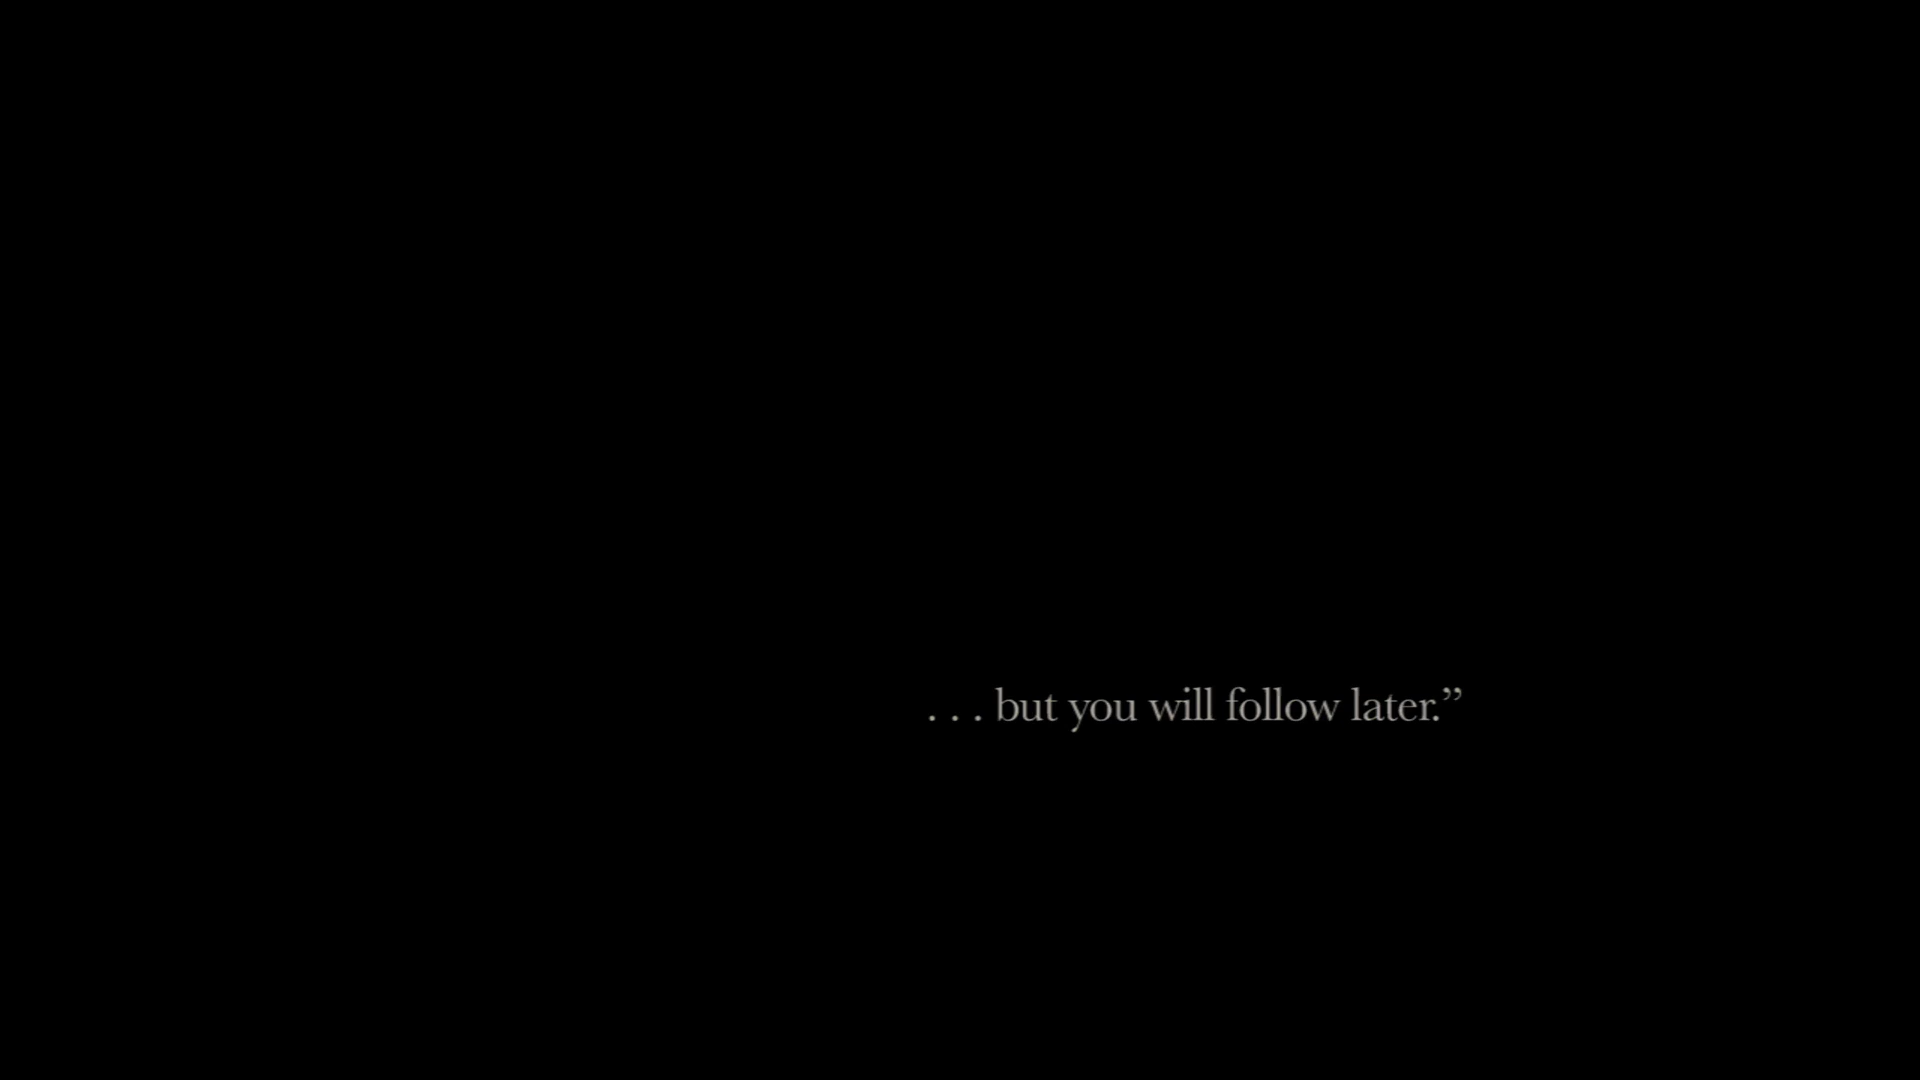 . . . but you will follow later.”